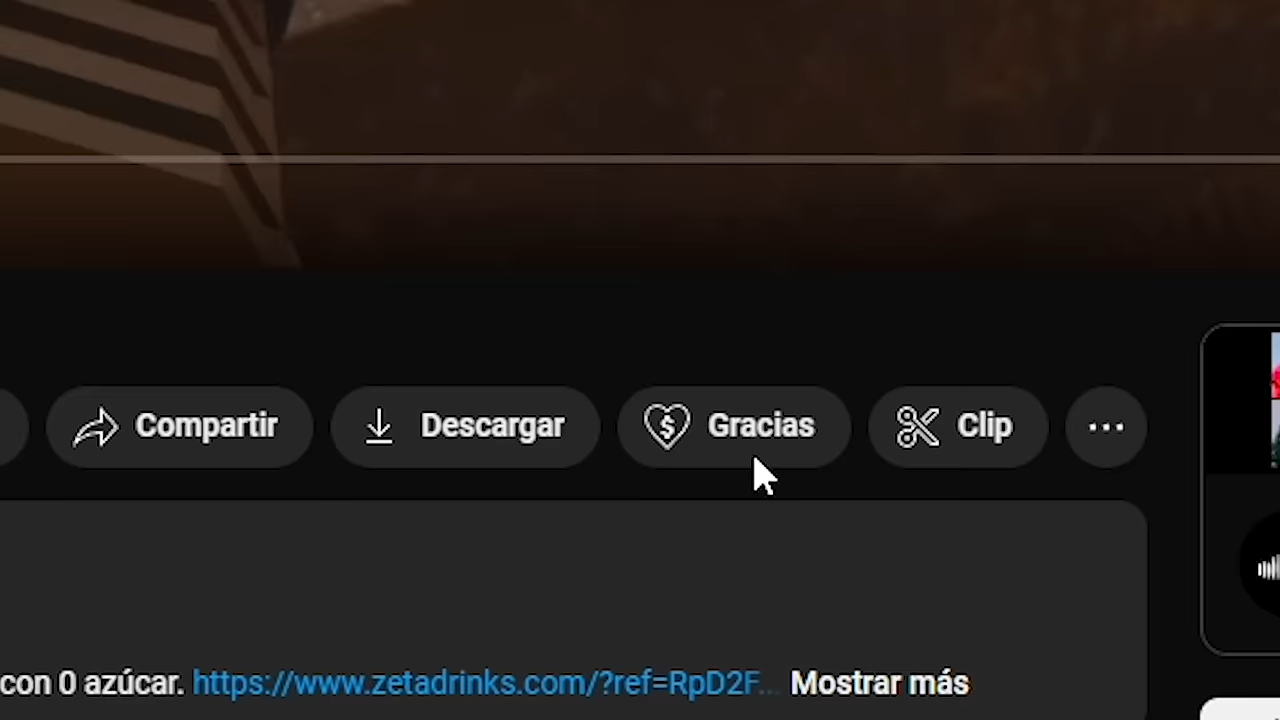 Compartir Descargar Gracias Clip
con 0 azúcar. https://www.zetadrinks.com/?ref=RpD2F... Mostrar más